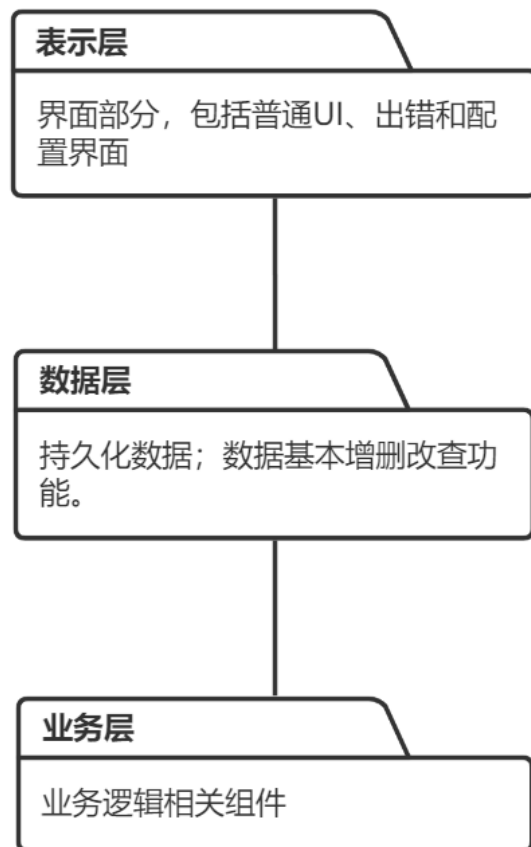 表示层
界面部分，包括普通UI、出错和配
置界面
数据层
持久化数据；数据基本增删改查功
能。
业务层
业务逻辑相关组件